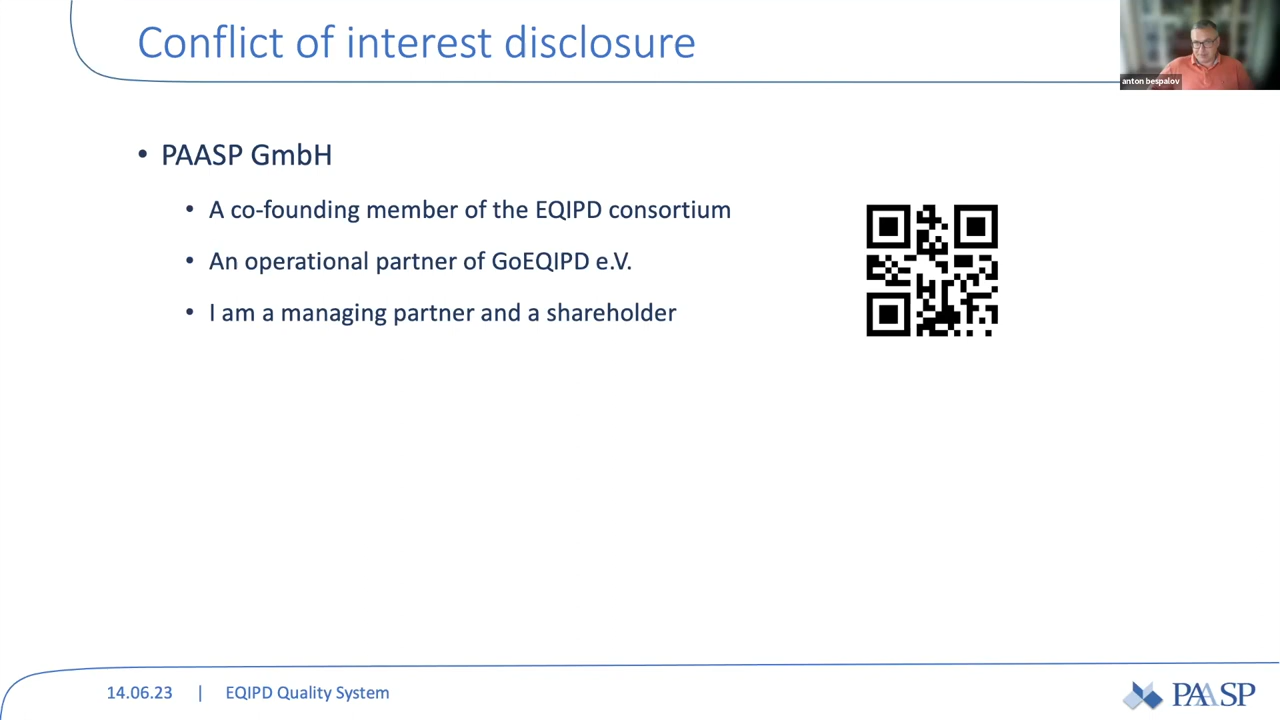 Conflict of interest disclosure
anton bespalov
• PAASP GmbH
• A co-founding member of the EQIPD consortium
• An operational partner of GoEQIPD e.V.
• I am a managing partner and a shareholder
14.06.23 | EQIPD Quality System
PAASP